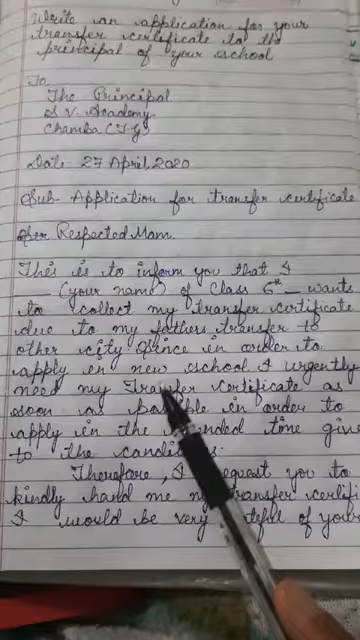 Write an application for your
transfer certificate to the
principal of your school
To
The Principal
S. V. Academy
Chamba (T.G)
Date 27 April, 2020
Sub- Application for transfer certificate
Respected Mam.
This is to inform you that I
(your name) of Class 6th wants
to collect my transfer certificate
due to my fathers transfer to
other city since in order to
apply in new school I urgently
need my Transfer certificate as
soon as possible in order to
apply in the time give
to the candidates.
Therefore, I request you to
kindly hand me my transfer certifi
I would be very of your